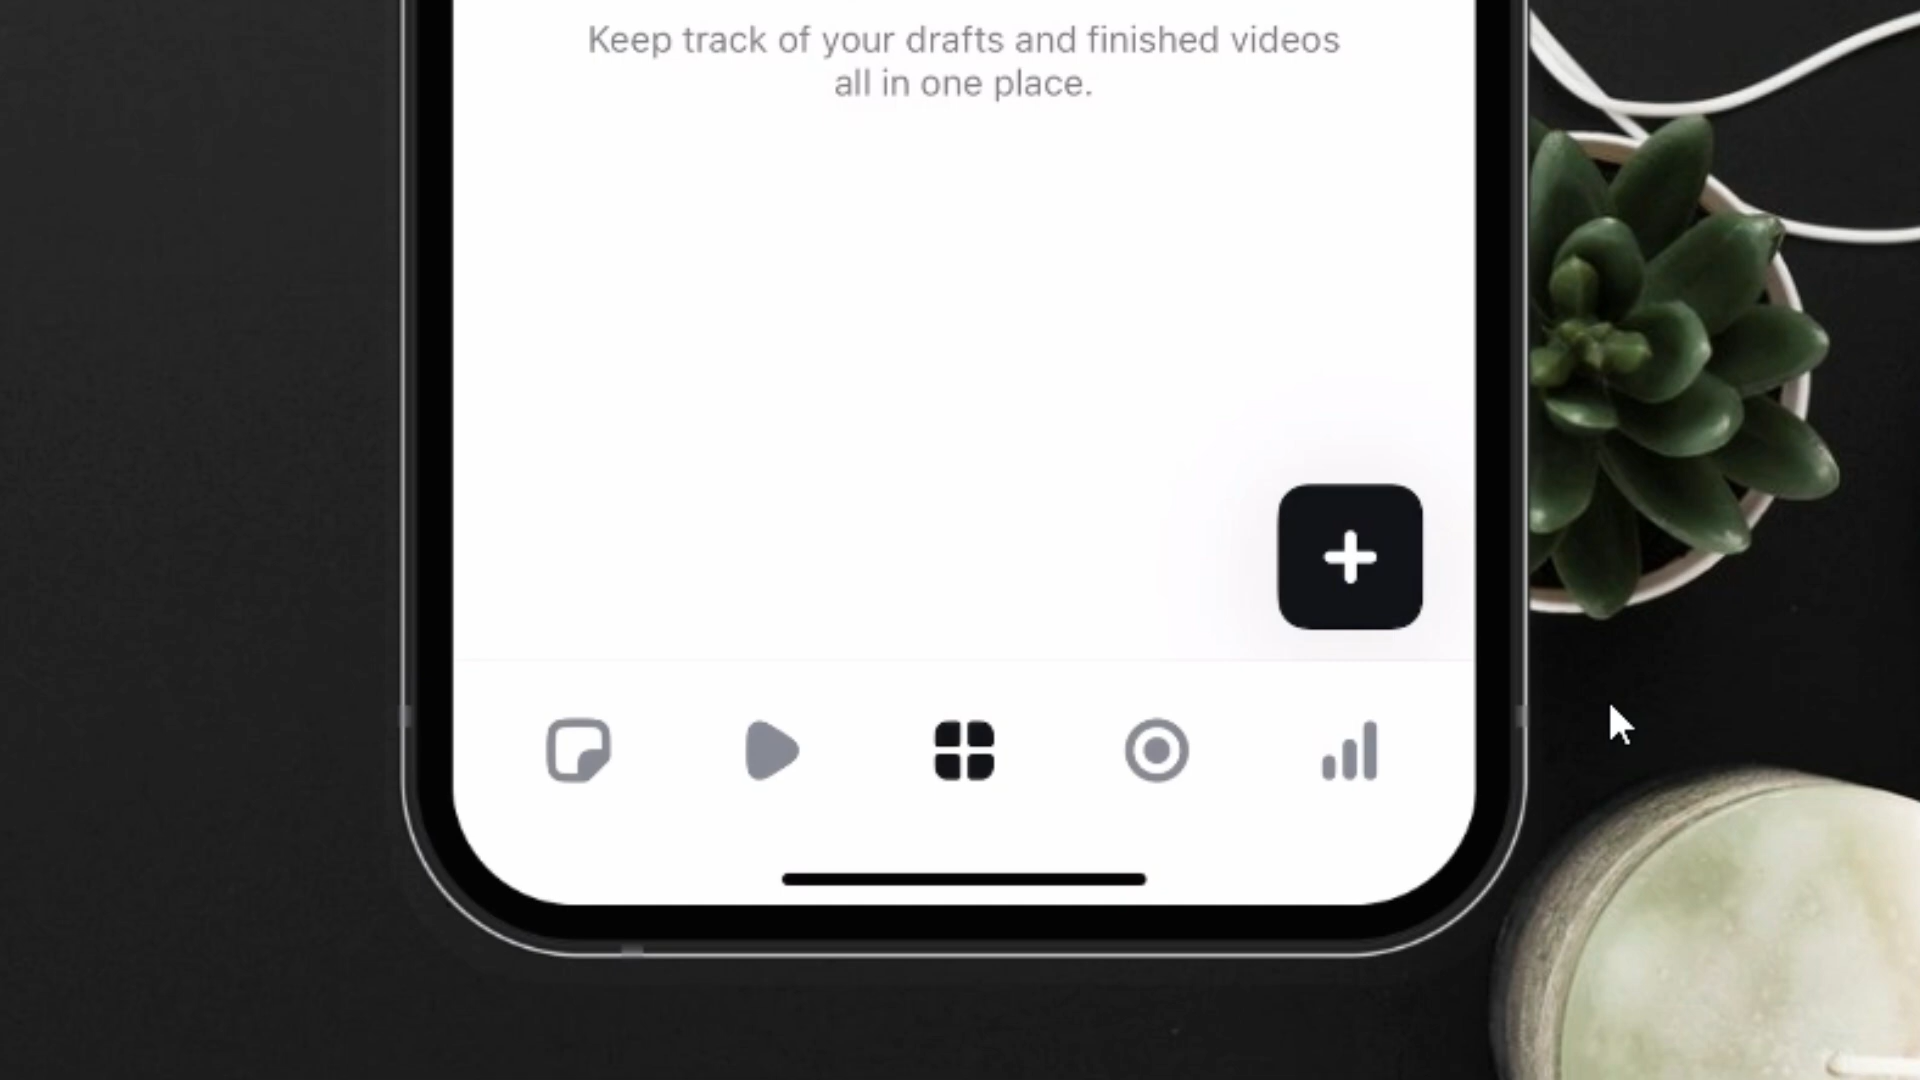 Keep track of your drafts and finished videos
all in one place.